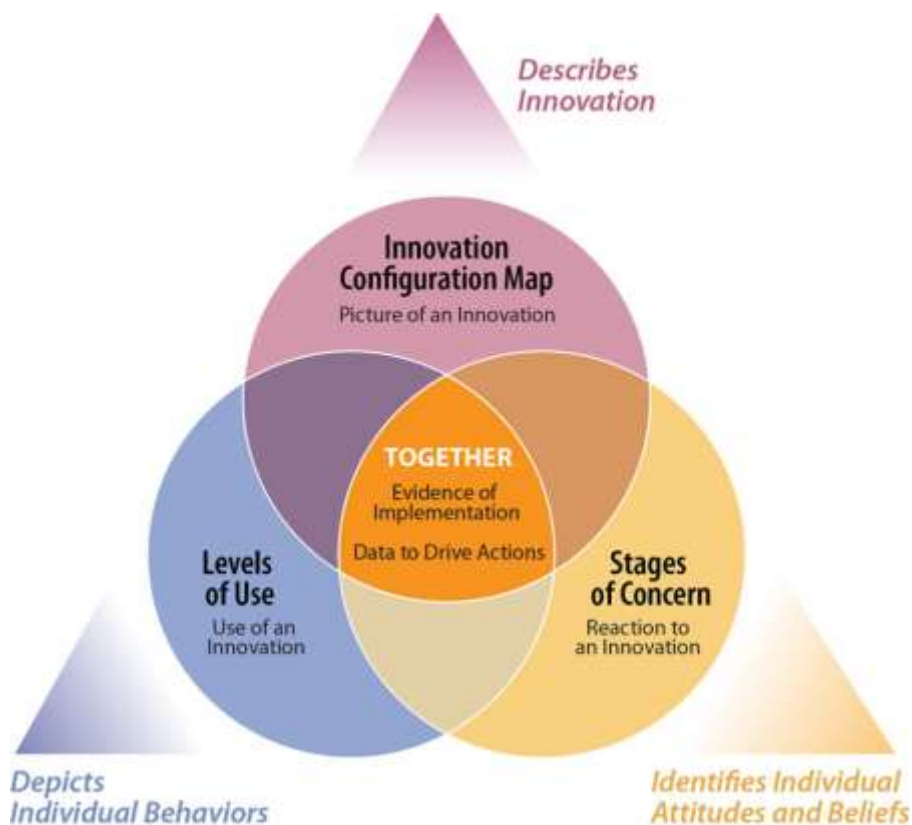 Describes
Innovation
Innovation
Configuration Map
Picture of an Innovation
TOGETHER
Evidence of
Implementation
Data to Drive Actions
Levels
of Use
Use of an
Innovation
Stages
of Concern
Reaction to
an Innovation
Depicts
Individual Behaviors
Identifies Individual
Attitudes and Beliefs